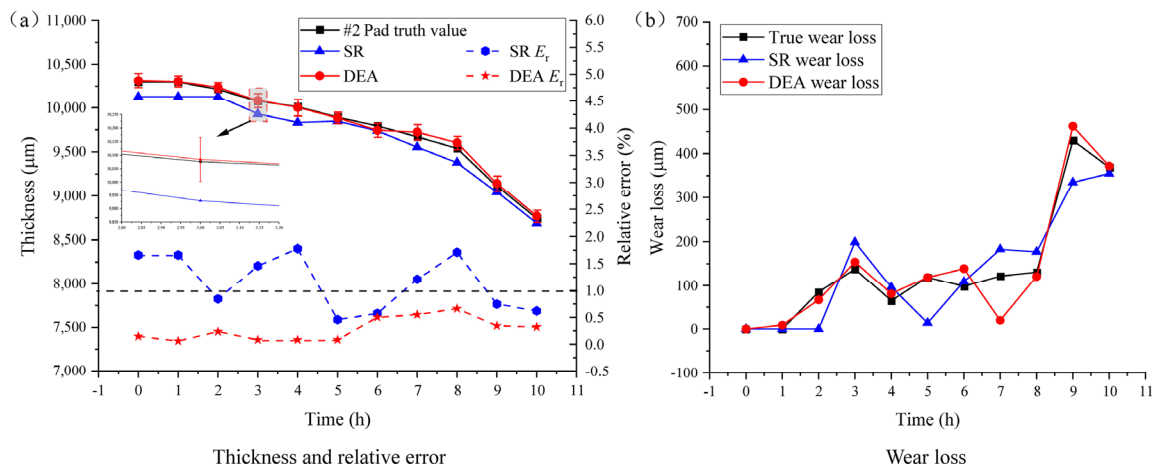 (a)
11,000
10,500
10,000
9,500
9,000
8,500
8,000
7,500
7,000
Thickness (μm)
#2 Pad truth value
SR
SR Er
DEA
DEA Er
6.0
5.5
5.0
4.5
4.0
3.5
3.0
2.5
2.0
1.5
1.0
0.5
0.0
-0.5
Relative error (%)
-1 0 1 2 3 4 5 6 7 8 9 10 11
Time (h)
Thickness and relative error
(b)
700
600
500
400
300
200
100
0
-100
Wear loss (μm)
True wear loss
SR wear loss
DEA wear loss
-1 0 1 2 3 4 5 6 7 8 9 10 11
Time (h)
Wear loss